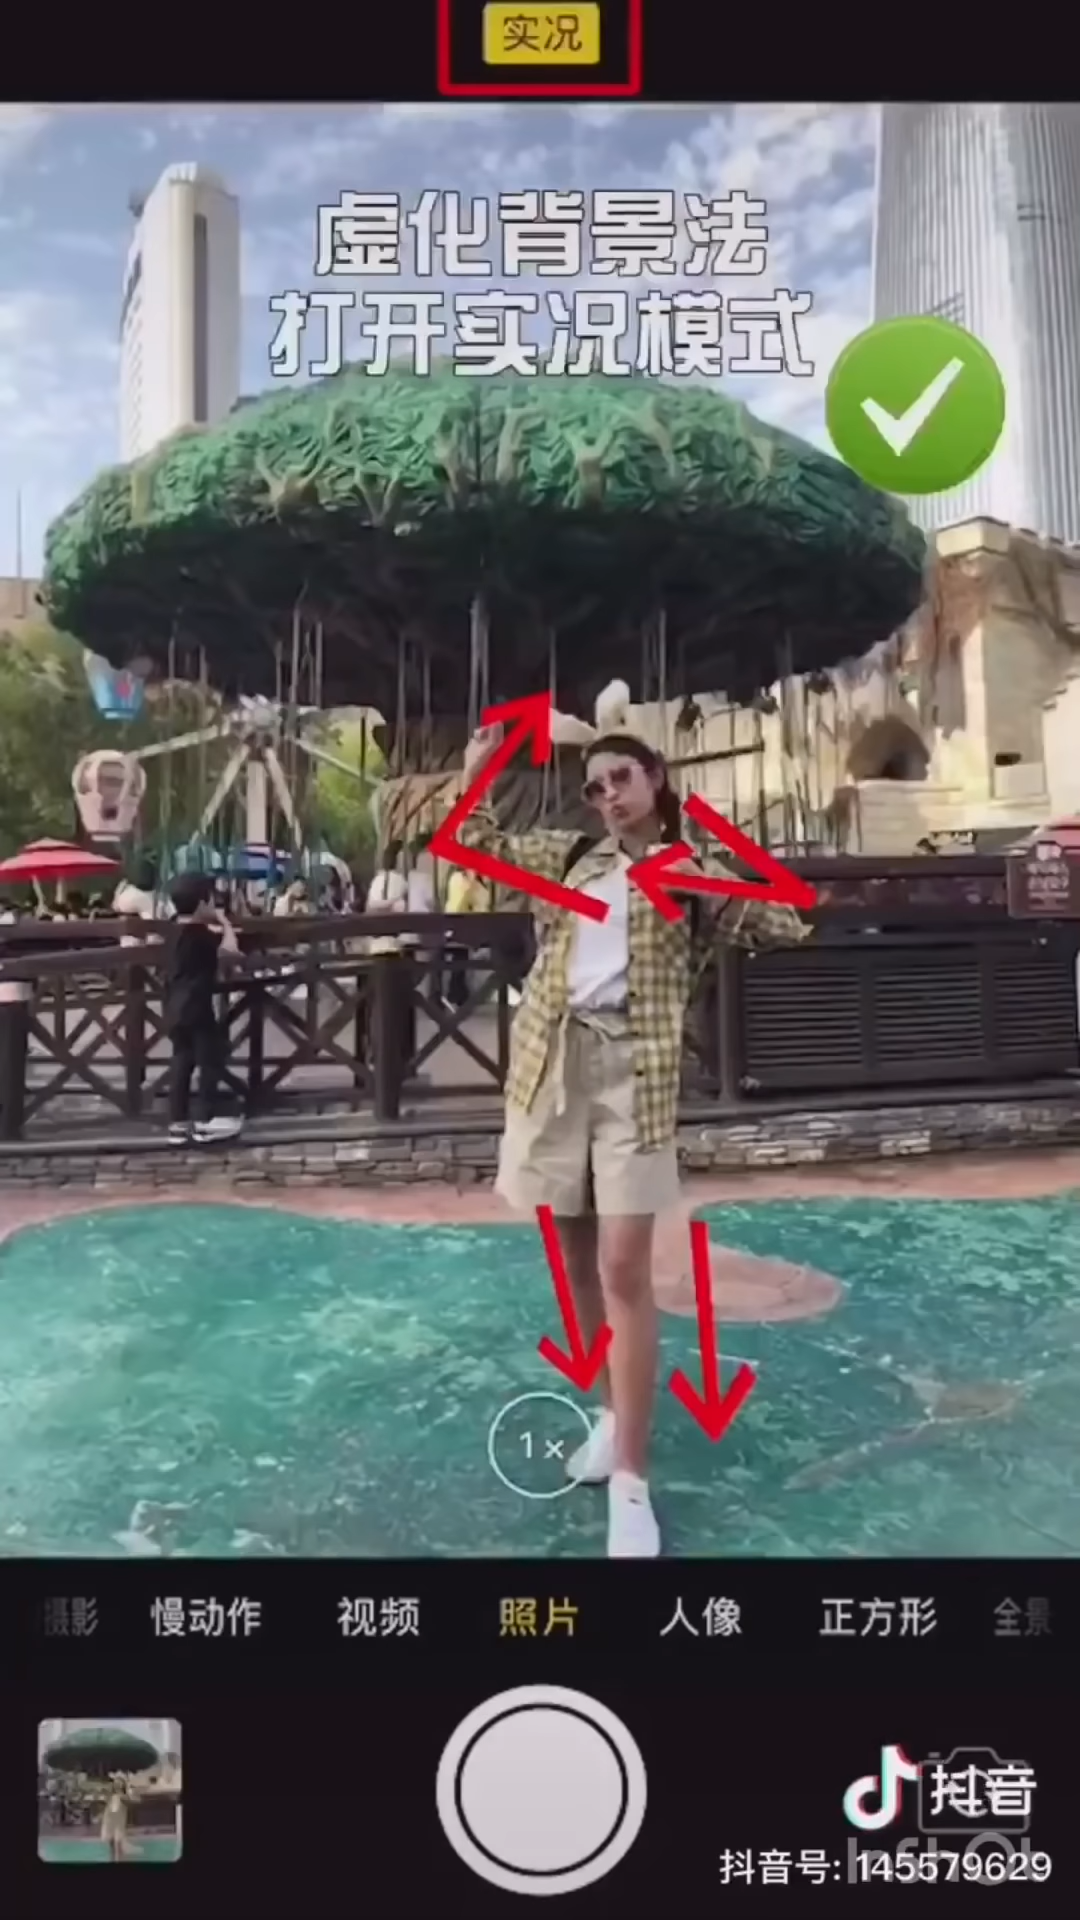 实况
虚化背景法
打开实况模式
1×
摄影 慢动作 视频 照片 人像 正方形 全景
抖音
抖音号: 145579629
InShot